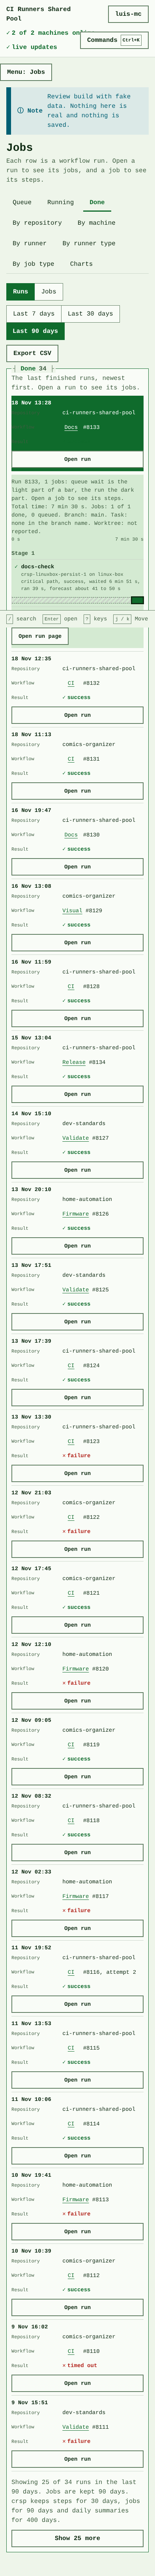 CI Runners Shared
Pool
luis-mc
✓ 2 of 2 machines onl
Commands Ctrl+K
✓ live updates
Menu: Jobs
ⓘ Note
Review build with fake
data. Nothing here is
real and nothing is
saved.
Jobs
Each row is a workflow run. Open a
run to see its jobs, and a job to see
its steps.
Queue Running Done
By repository By machine
By runner By runner type
By job type Charts
Runs Jobs
Last 7 days Last 30 days
Last 90 days
Export CSV
Done 34
The last finished runs, newest
first. Open a run to see its jobs.
18 Nov 13:28
ci-runners-shared-pool
Docs #8133
Open run
Run 8133, 1 jobs: queue wait is the
light part of a bar, the run the dark
part. Open a job to see its steps.
Total time: 7 min 30 s. Jobs: 1 of 1
done, 0 queued. Branch: main. Task:
none in the branch name. Worktree: not
reported.
0 s 7 min 30 s
Stage 1
✓ docs-check
crsp-linuxbox-persist-1 on linux-bov
critical path, success, waited 6 min 51 s,
ran 39 s, forecast about 41 to 50 s
/ search Enter open ? keys j / k Move
Open run page
18 Nov 12:35
Repository ci-runners-shared-pool
Workflow CI #8132
Result ✓ success
Open run
18 Nov 11:13
Repository comics-organizer
Workflow CI #8131
Result ✓ success
Open run
16 Nov 19:47
Repository ci-runners-shared-pool
Workflow Docs #8130
Result ✓ success
Open run
16 Nov 13:08
Repository comics-organizer
Workflow Visual #8129
Result ✓ success
Open run
16 Nov 11:59
Repository ci-runners-shared-pool
Workflow CI #8128
Result ✓ success
Open run
15 Nov 13:04
Repository ci-runners-shared-pool
Workflow Release #8134
Result ✓ success
Open run
14 Nov 15:18
Repository dev-standards
Workflow Validate #8127
Result ✓ success
Open run
13 Nov 20:10
Repository home-automation
Workflow Firmware #8126
Result ✓ success
Open run
13 Nov 17:51
Repository dev-standards
Workflow Validate #8125
Result ✓ success
Open run
13 Nov 17:39
Repository ci-runners-shared-pool
Workflow CI #8124
Result ✓ success
Open run
13 Nov 13:30
Repository ci-runners-shared-pool
Workflow CI #8123
Result × failure
Open run
12 Nov 21:03
Repository comics-organizer
Workflow CI #8122
Result × failure
Open run
12 Nov 17:45
Repository comics-organizer
Workflow CI #8121
Result ✓ success
Open run
12 Nov 12:10
Repository home-automation
Workflow Firmware #8120
Result × failure
Open run
12 Nov 09:05
Repository comics-organizer
Workflow CI #8119
Result ✓ success
Open run
12 Nov 08:32
Repository ci-runners-shared-pool
Workflow CI #8118
Result ✓ success
Open run
12 Nov 02:33
Repository home-automation
Workflow Firmware #8117
Result × failure
Open run
11 Nov 19:52
Repository ci-runners-shared-pool
Workflow CI #8116, attempt 2
Result ✓ success
Open run
11 Nov 13:53
Repository ci-runners-shared-pool
Workflow CI #8115
Result ✓ success
Open run
11 Nov 10:06
Repository ci-runners-shared-pool
Workflow CI #8114
Result ✓ success
Open run
10 Nov 19:41
Repository home-automation
Workflow Firmware #8113
Result × failure
Open run
10 Nov 10:39
Repository comics-organizer
Workflow CI #8112
Result ✓ success
Open run
9 Nov 16:02
Repository comics-organizer
Workflow CI #8110
Result × timed out
Open run
9 Nov 15:51
Repository dev-standards
Workflow Validate #8111
Result × failure
Open run
Showing 25 of 34 runs in the last
90 days. Jobs are kept 90 days.
crsp keeps steps for 30 days, jobs
for 90 days and daily summaries
for 400 days.
Show 25 more